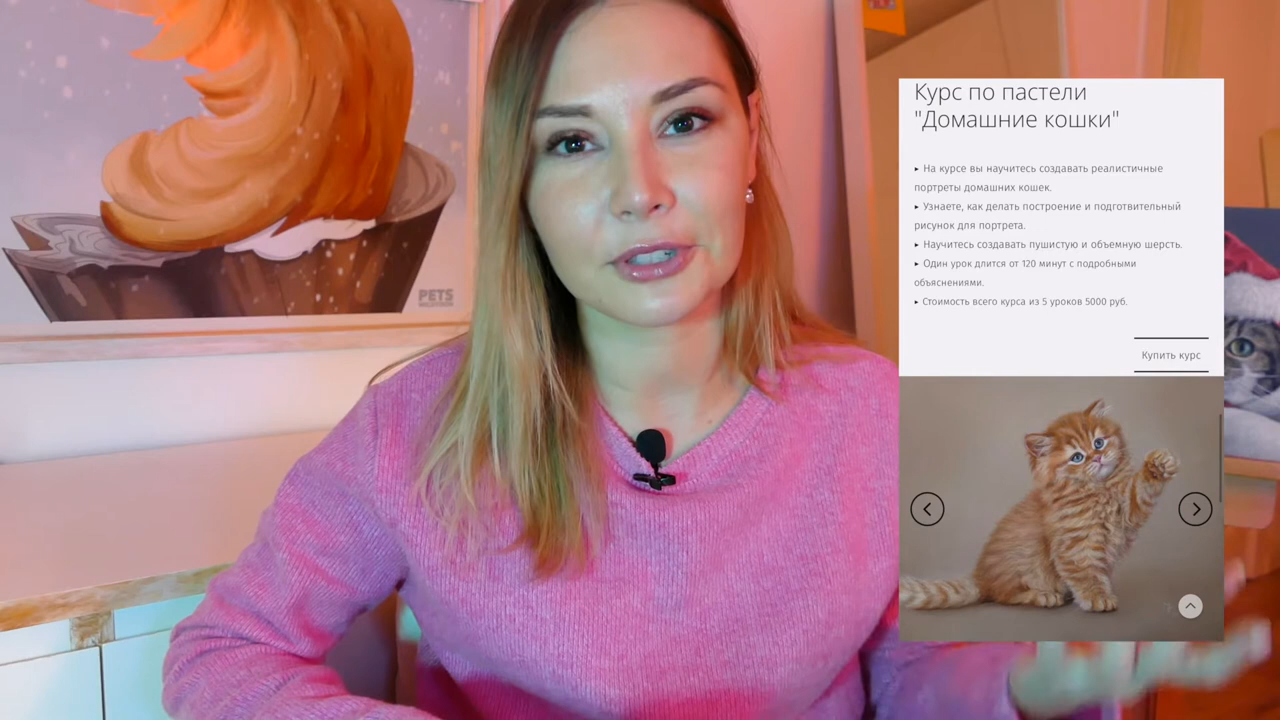 Курс по пастели
"Домашние кошки"
▸ На курсе вы научитесь создавать реалистичные
портреты домашних кошек.
▸ Узнаете, как делать построение и подготвительный
рисунок для портрета.
▸ Научитесь создавать пушистую и объемную шерсть.
▸ Один урок длится от 120 минут с подробными
объяснениями.
▸ Стоимость всего курса из 5 уроков 5000 руб.
Купить курс
PETS